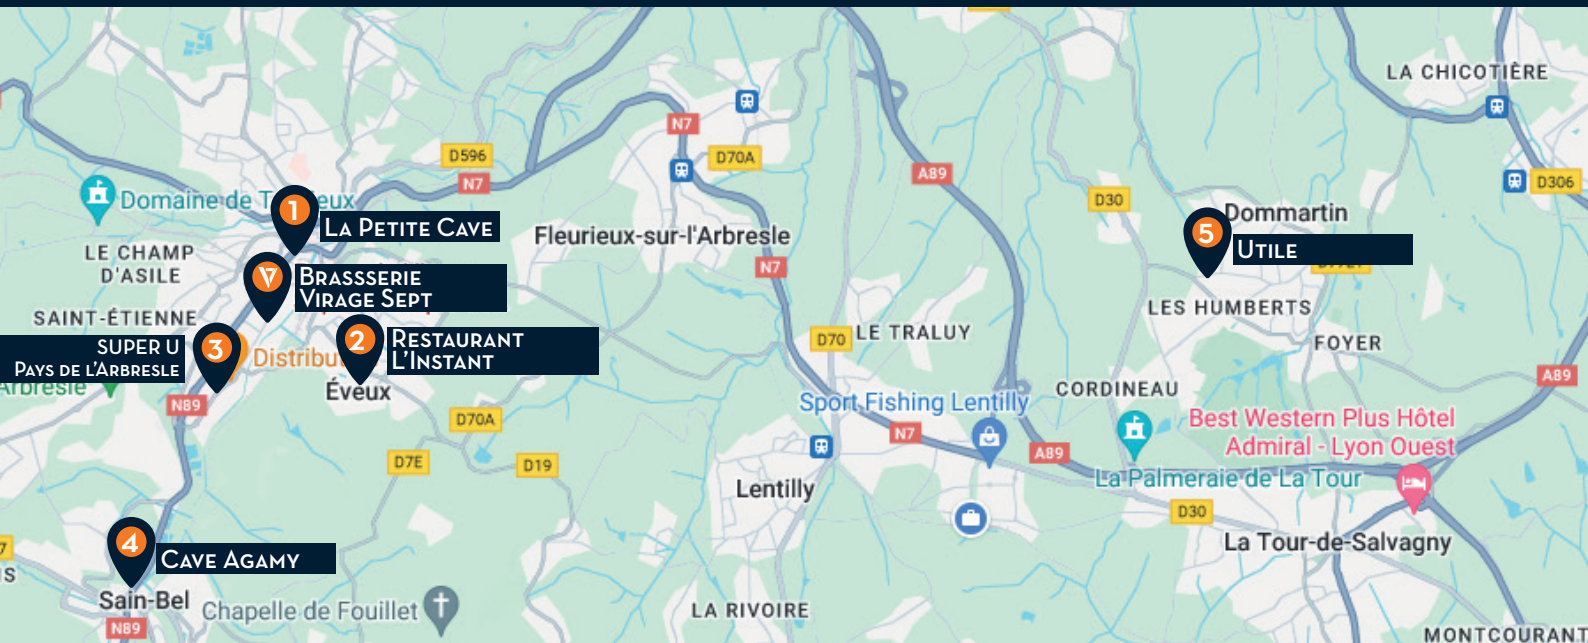 LA CHICOTIÈRE
N7
D70A
D596
N7
A89
D306
D30
Domaine de T
eux
1
LA PETITE CAVE
Dommartin
5
UTILE
Fleurieux-sur-l'Arbresle
LE CHAMP
D'ASILE
N7
BRASSSERIE
VIRAGE SEPT
LES HUMBERTS
SAINT-ÉTIENNE
D70
LE TRALUY
FOYER
SUPER U
PAYS DE L'ARBRESLE
3
Distribut
2
RESTAURANT
L'INSTANT
Arbresle
Éveux
N89
A89
CORDINEAU
Sport Fishing Lentilly
D70A
N7
Best Western Plus Hôtel
Admiral - Lyon Ouest
A89
D7E
D19
La Palmeraie de La Tour
Lentilly
D30
4
CAVE AGAMY
La Tour-de-Salvagny
7
IS
Sain-Bel
Chapelle de Fouillet
LA RIVOIRE
N89
MONTCOURANT